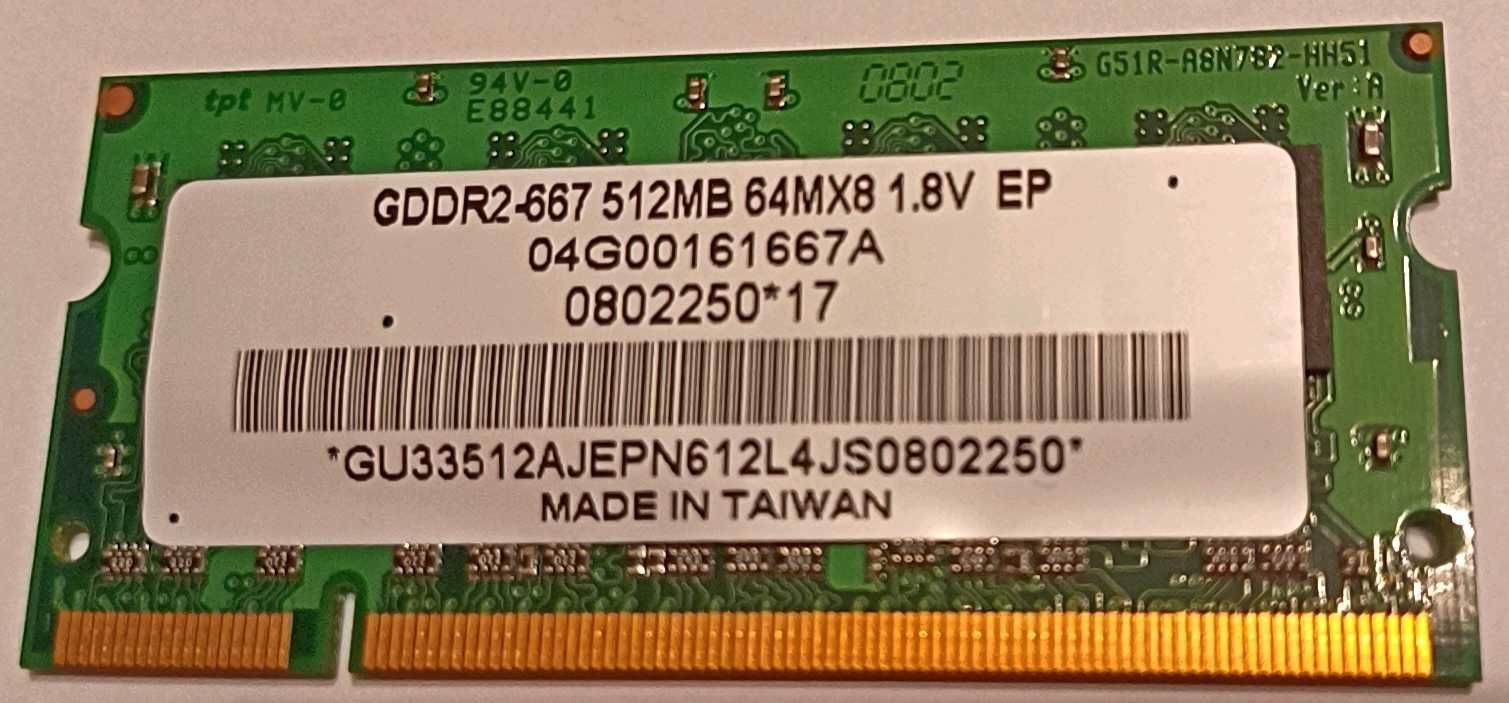 tpt MV-0
94V-0
E88441
0802
G51R-A8N782-HH51
Ver:A
GDDR2-667 512MB 64MX8 1.8V EP
04G00161667A
0802250*17
*GU33512AJEPN612L4JS0802250*
MADE IN TAIWAN